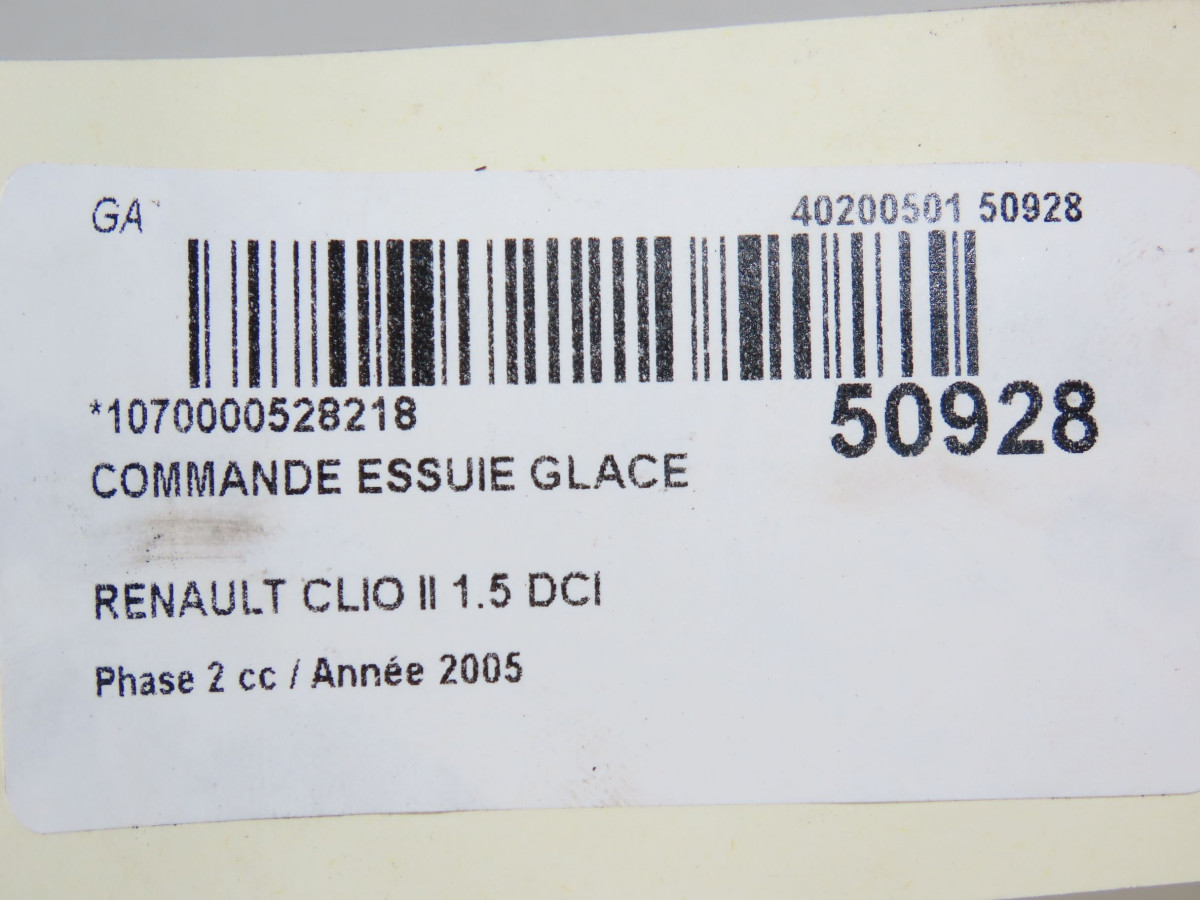 GA
40200501 50928
*1070000528218
50928
COMMANDE ESSUIE GLACE
RENAULT CLIO II 1.5 DCI
Phase 2 cc / Année 2005